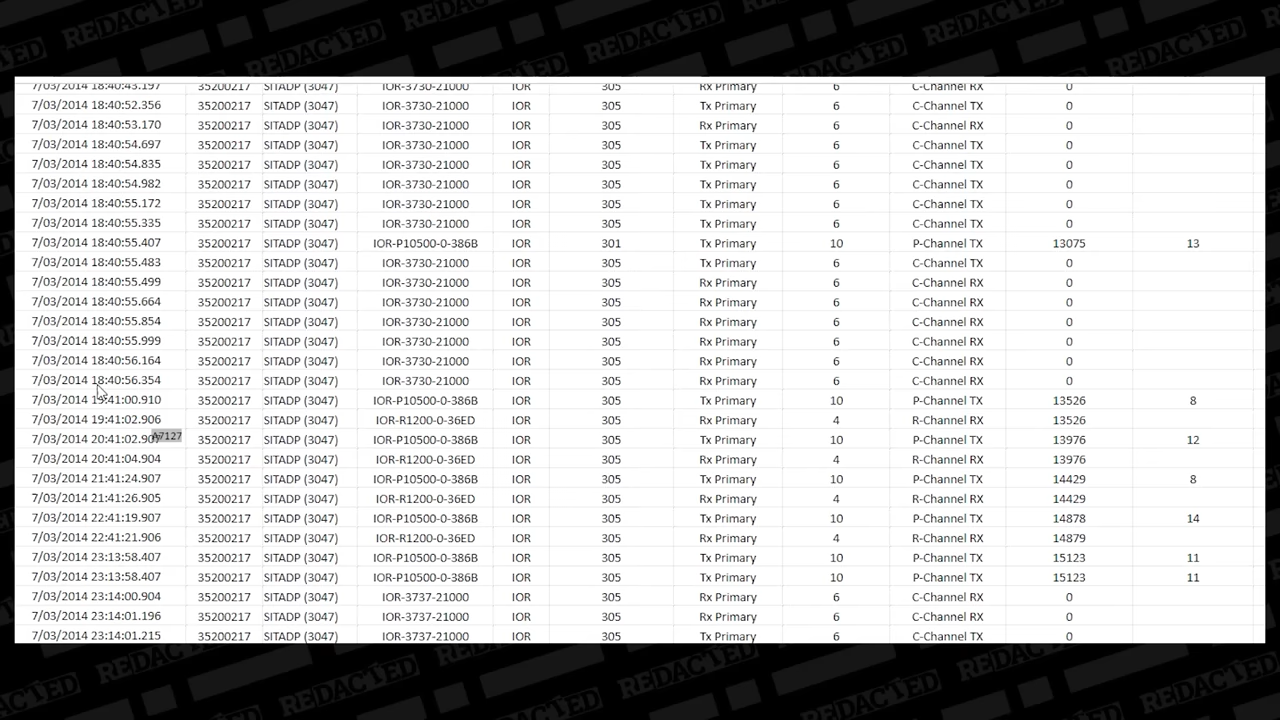 REDACTED REDACTED REDACTED REDACTED REDACTED
7/03/2014 18:40:43.197 35200217 SITADP (3047) IOR-3730-21000 IOR 305 Rx Primary 6 C-Channel RX 0
7/03/2014 18:40:52.356 35200217 SITADP (3047) IOR-3730-21000 IOR 305 Tx Primary 6 C-Channel TX 0
7/03/2014 18:40:53.170 35200217 SITADP (3047) IOR-3730-21000 IOR 305 Rx Primary 6 C-Channel RX 0
7/03/2014 18:40:54.697 35200217 SITADP (3047) IOR-3730-21000 IOR 305 Tx Primary 6 C-Channel TX 0
7/03/2014 18:40:54.835 35200217 SITADP (3047) IOR-3730-21000 IOR 305 Tx Primary 6 C-Channel TX 0
7/03/2014 18:40:54.982 35200217 SITADP (3047) IOR-3730-21000 IOR 305 Tx Primary 6 C-Channel TX 0
7/03/2014 18:40:55.172 35200217 SITADP (3047) IOR-3730-21000 IOR 305 Tx Primary 6 C-Channel TX 0
7/03/2014 18:40:55.335 35200217 SITADP (3047) IOR-3730-21000 IOR 305 Tx Primary 6 C-Channel TX 0
7/03/2014 18:40:55.407 35200217 SITADP (3047) IOR-P10500-0-386B IOR 301 Tx Primary 10 P-Channel TX 13075 13
7/03/2014 18:40:55.483 35200217 SITADP (3047) IOR-3730-21000 IOR 305 Tx Primary 6 C-Channel TX 0
7/03/2014 18:40:55.499 35200217 SITADP (3047) IOR-3730-21000 IOR 305 Rx Primary 6 C-Channel RX 0
7/03/2014 18:40:55.664 35200217 SITADP (3047) IOR-3730-21000 IOR 305 Rx Primary 6 C-Channel RX 0
7/03/2014 18:40:55.854 35200217 SITADP (3047) IOR-3730-21000 IOR 305 Rx Primary 6 C-Channel RX 0
7/03/2014 18:40:55.999 35200217 SITADP (3047) IOR-3730-21000 IOR 305 Rx Primary 6 C-Channel RX 0
7/03/2014 18:40:56.164 35200217 SITADP (3047) IOR-3730-21000 IOR 305 Rx Primary 6 C-Channel RX 0
7/03/2014 18:40:56.354 35200217 SITADP (3047) IOR-3730-21000 IOR 305 Rx Primary 6 C-Channel RX 0
7/03/2014 19:41:00.910 35200217 SITADP (3047) IOR-P10500-0-386B IOR 305 Tx Primary 10 P-Channel TX 13526 8
7/03/2014 19:41:02.906 35200217 SITADP (3047) IOR-R1200-0-36ED IOR 305 Rx Primary 4 R-Channel RX 13526
A7127
7/03/2014 20:41:02.907 35200217 SITADP (3047) IOR-P10500-0-386B IOR 305 Tx Primary 10 P-Channel TX 13976 12
7/03/2014 20:41:04.904 35200217 SITADP (3047) IOR-R1200-0-36ED IOR 305 Rx Primary 4 R-Channel RX 13976
7/03/2014 21:41:24.907 35200217 SITADP (3047) IOR-P10500-0-386B IOR 305 Tx Primary 10 P-Channel TX 14429 8
7/03/2014 21:41:26.905 35200217 SITADP (3047) IOR-R1200-0-36ED IOR 305 Rx Primary 4 R-Channel RX 14429
7/03/2014 22:41:19.907 35200217 SITADP (3047) IOR-P10500-0-386B IOR 305 Tx Primary 10 P-Channel TX 14878 14
7/03/2014 22:41:21.906 35200217 SITADP (3047) IOR-R1200-0-36ED IOR 305 Rx Primary 4 R-Channel RX 14879
7/03/2014 23:13:58.407 35200217 SITADP (3047) IOR-P10500-0-386B IOR 305 Tx Primary 10 P-Channel TX 15123 11
7/03/2014 23:13:58.407 35200217 SITADP (3047) IOR-P10500-0-386B IOR 305 Tx Primary 10 P-Channel TX 15123 11
7/03/2014 23:14:00.904 35200217 SITADP (3047) IOR-3737-21000 IOR 305 Rx Primary 6 C-Channel RX 0
7/03/2014 23:14:01.196 35200217 SITADP (3047) IOR-3737-21000 IOR 305 Rx Primary 6 C-Channel RX 0
7/03/2014 23:14:01.215 35200217 SITADP (3047) IOR-3737-21000 IOR 305 Tx Primary 6 C-Channel TX 0
REDACTED REDACTED REDACTED REDACTED REDACTED